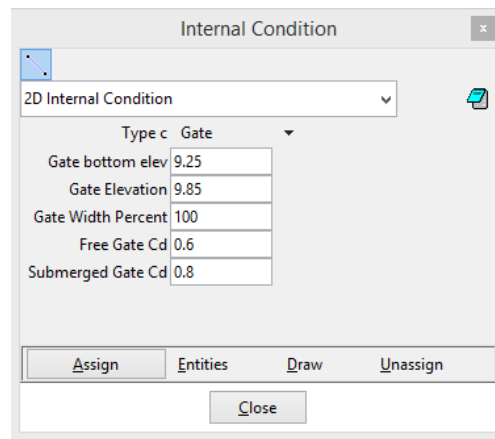 Internal Condition
x
2D Internal Condition
Type c Gate
Gate bottom elev 9.25
Gate Elevation 9.85
Gate Width Percent 100
Free Gate Cd 0.6
Submerged Gate Cd 0.8
Assign Entities Draw Unassign
Close